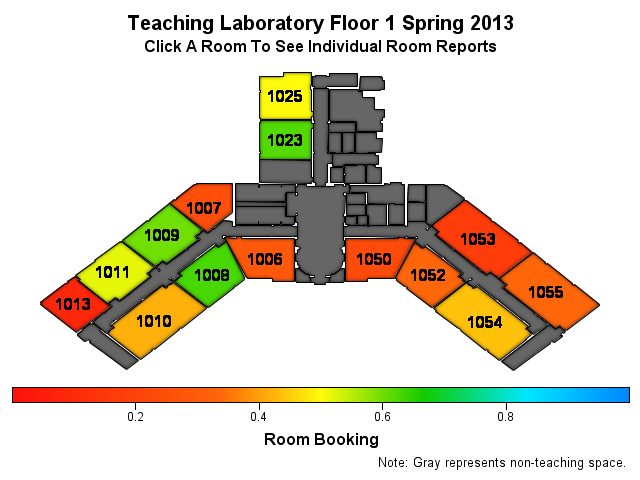 Teaching Laboratory Floor 1 Spring 2013
Click A Room To See Individual Room Reports
1025
1023
1007
1009
1053
1011
1008
1006
1050
1052
1055
1013
1010
1054
0.2 0.4 0.6 0.8
Room Booking
Note: Gray represents non-teaching space.